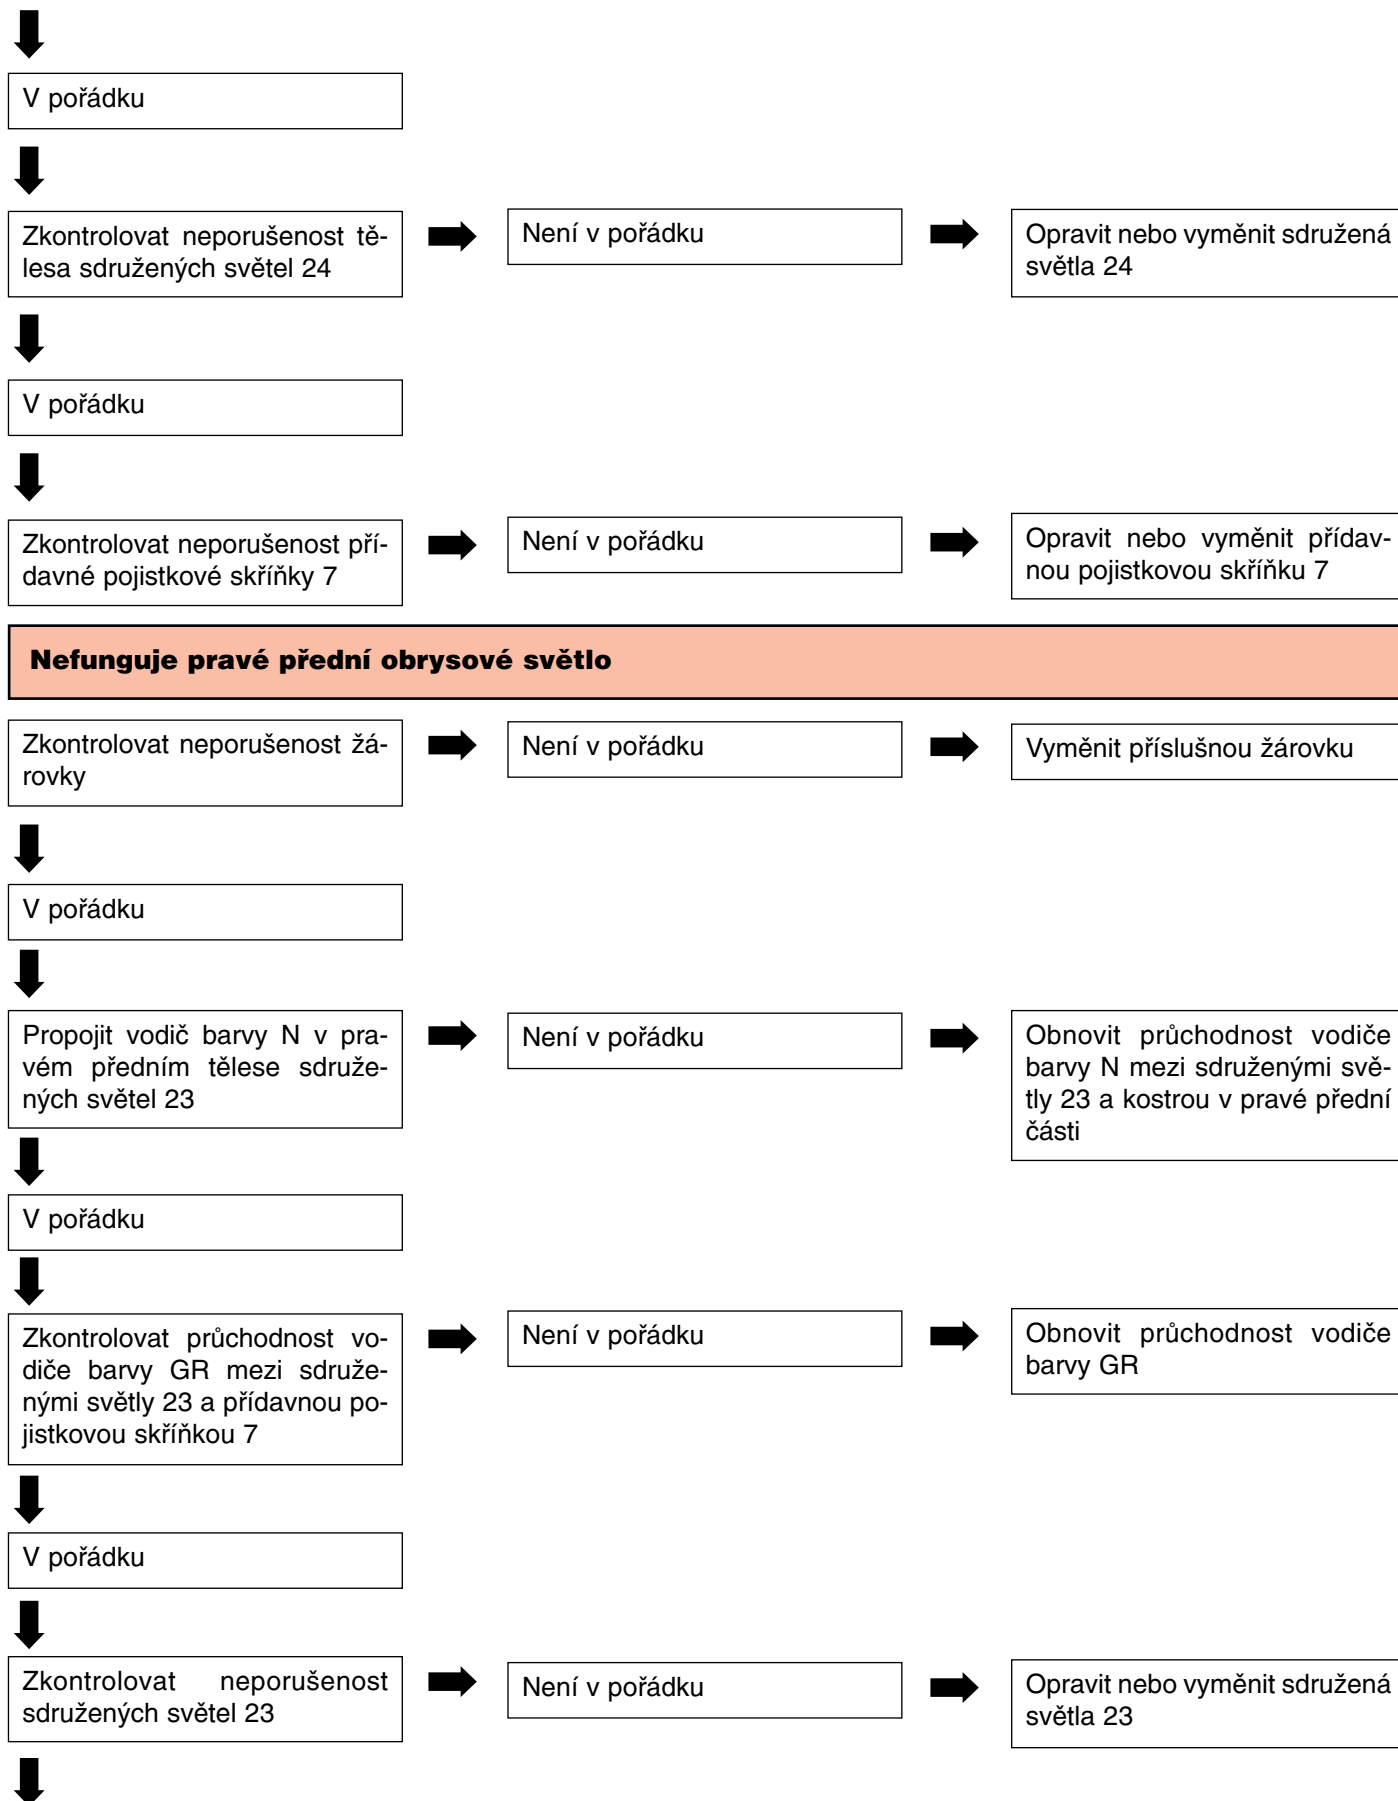 V pořádku
Zkontrolovat neporušenost tě-
lesa sdružených světel 24
Není v pořádku
Opravit nebo vyměnit sdružená
světla 24
V pořádku
Zkontrolovat neporušenost pří-
davné pojistkové skříňky 7
Není v pořádku
Opravit nebo vyměnit přídav-
nou pojistkovou skříňku 7
Nefunguje pravé přední obrysové světlo
Zkontrolovat neporušenost žá-
rovky
Není v pořádku
Vyměnit příslušnou žárovku
V pořádku
Propojit vodič barvy N v pra-
vém předním tělese sdruže-
ných světel 23
Není v pořádku
Obnovit průchodnost vodiče
barvy N mezi sdruženými svě-
tly 23 a kostrou v pravé přední
části
V pořádku
Zkontrolovat průchodnost vo-
diče barvy GR mezi sdruže-
nými světly 23 a přídavnou po-
jistkovou skříňkou 7
Není v pořádku
Obnovit průchodnost vodiče
barvy GR
V pořádku
Zkontrolovat neporušenost
sdružených světel 23
Není v pořádku
Opravit nebo vyměnit sdružená
světla 23